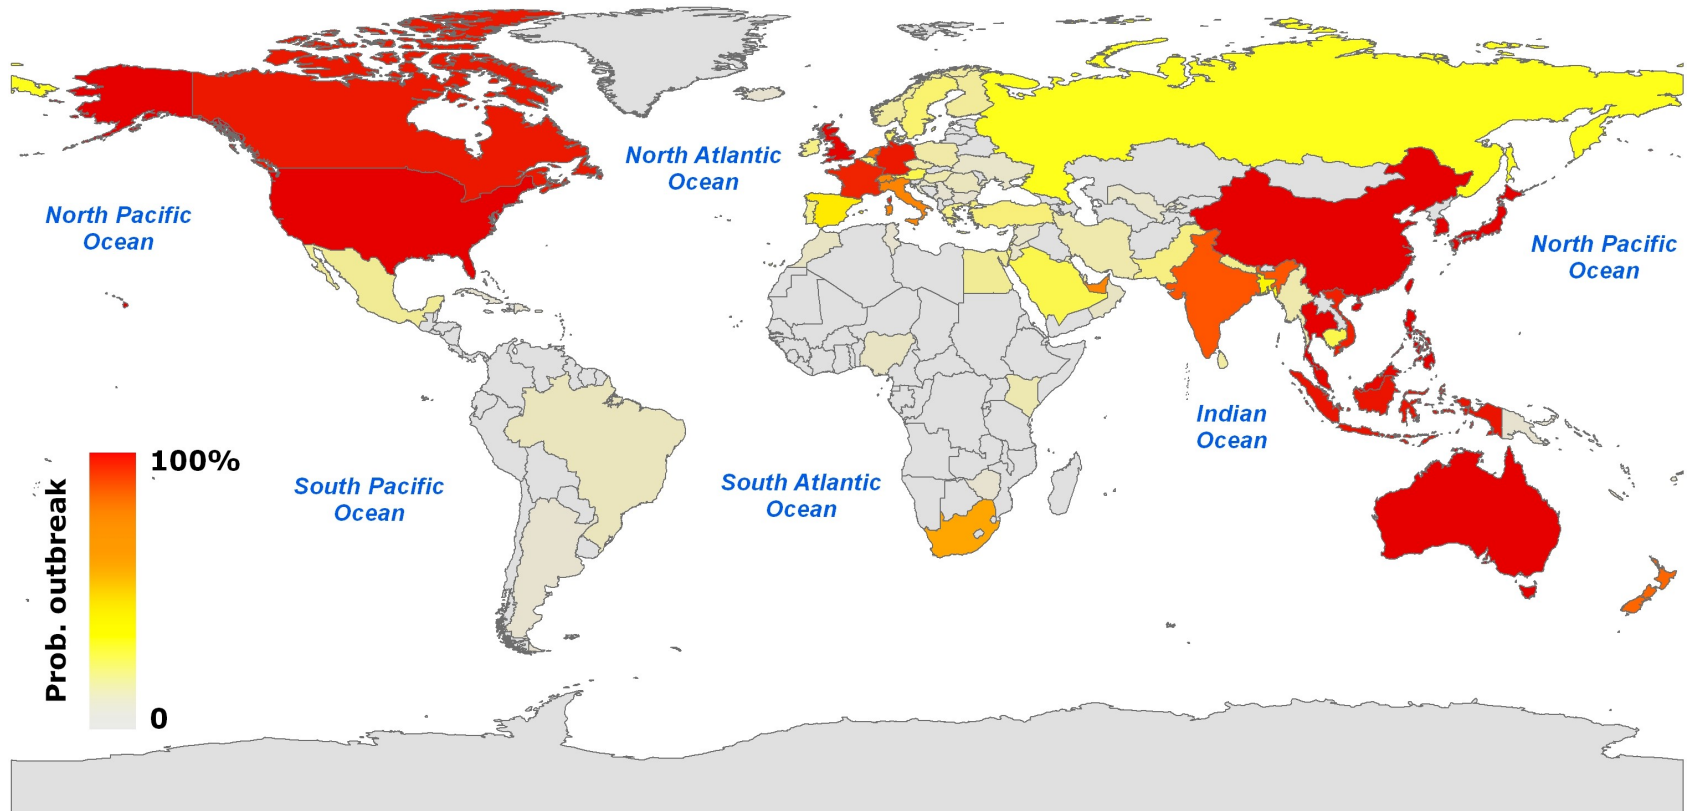 North Atlantic
Ocean
North Pacific
Ocean
North Pacific
Ocean
Indian
Ocean
South Pacific
Ocean
South Atlantic
Ocean
Prob. outbreak
100%
0